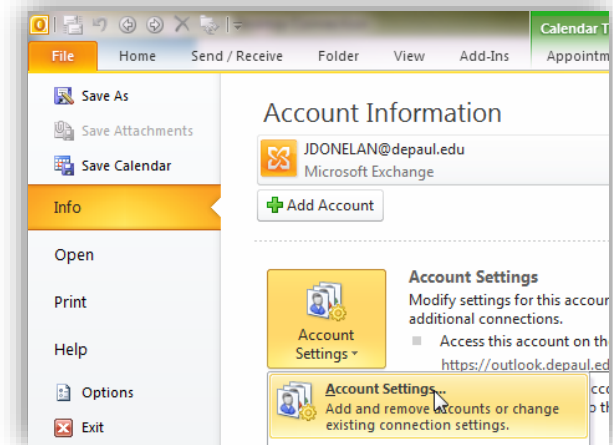 Calendar T
File Home Send / Receive Folder View Add-Ins Appointm
Save As
Save Attachments
Save Calendar
Info
Open
Print
Help
Options
Exit
Account Information
JDONELAN@depaul.edu
Microsoft Exchange
Add Account
Account Settings
Account Settings
Modify settings for this accoun
additional connections.
Access this account on th
https://outlook.depaul.ed
Account Settings...
Add and remove accounts or change
existing connection settings.